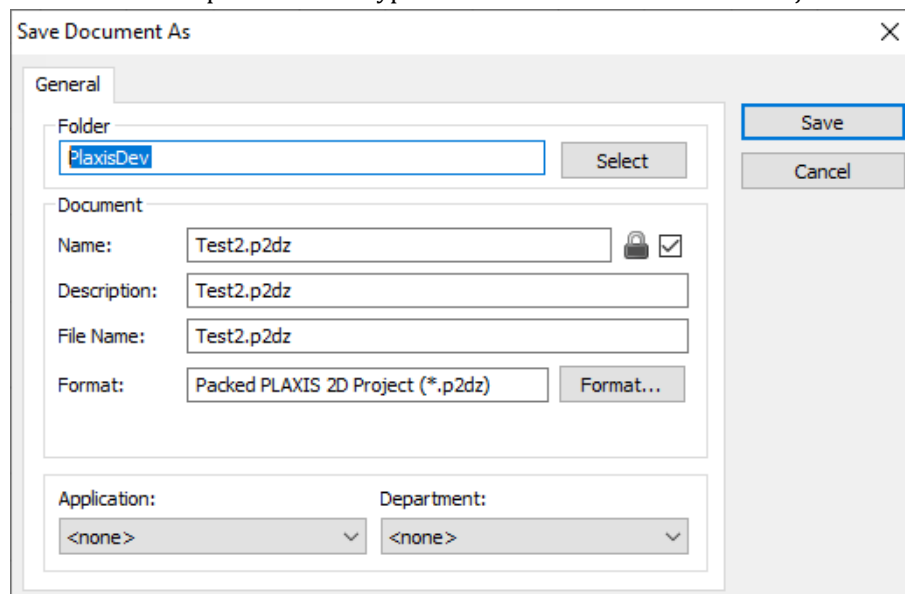 Save Document As
General
Folder
PlaxisDev
Select
Save
Cancel
Document
Name: Test2.p2dz
Description: Test2.p2dz
File Name: Test2.p2dz
Format: Packed PLAXIS 2D Project (*.p2dz) Format...
Application: Department:
<none> <none>